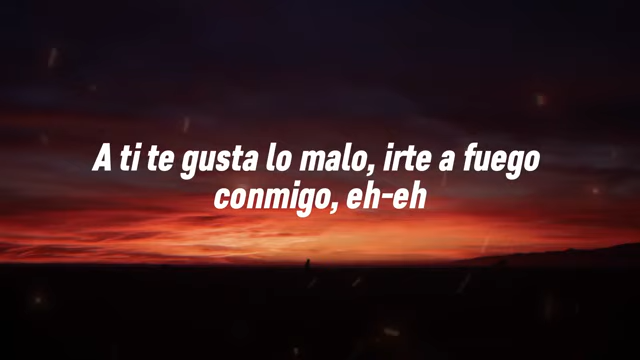 A ti te gusta lo malo, irte a fuego
conmigo, eh-eh